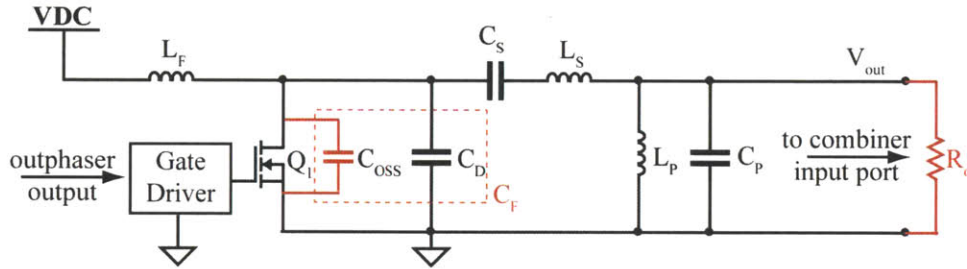 VDC
L_F
C_S
L_S
V_out
outphaser
output
Gate
Driver
Q_1
C_OSS
C_D
C_F
L_P
C_P
to combiner
input port